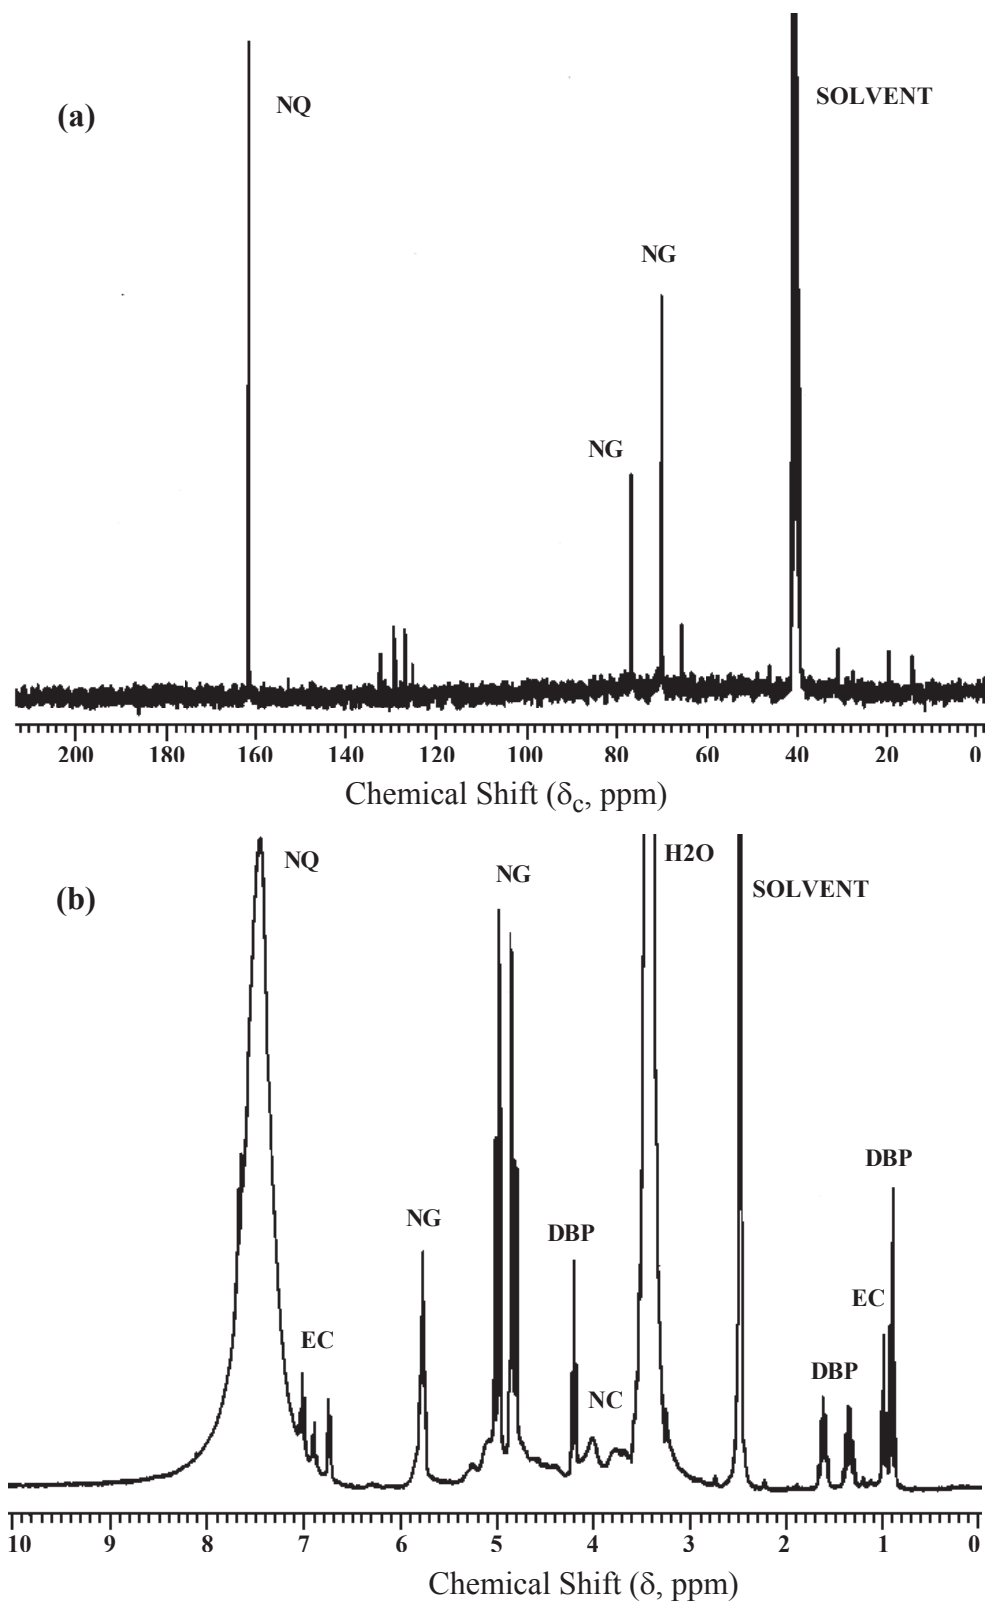 (a)
NQ
SOLVENT
NG
NG
200 180 160 140 120 100 80 60 40 20 0
Chemical Shift (δc, ppm)
(b)
NQ
NG
H2O
SOLVENT
DBP
NG
DBP
EC
EC
NC
DBP
10 9 8 7 6 5 4 3 2 1 0
Chemical Shift (δ, ppm)